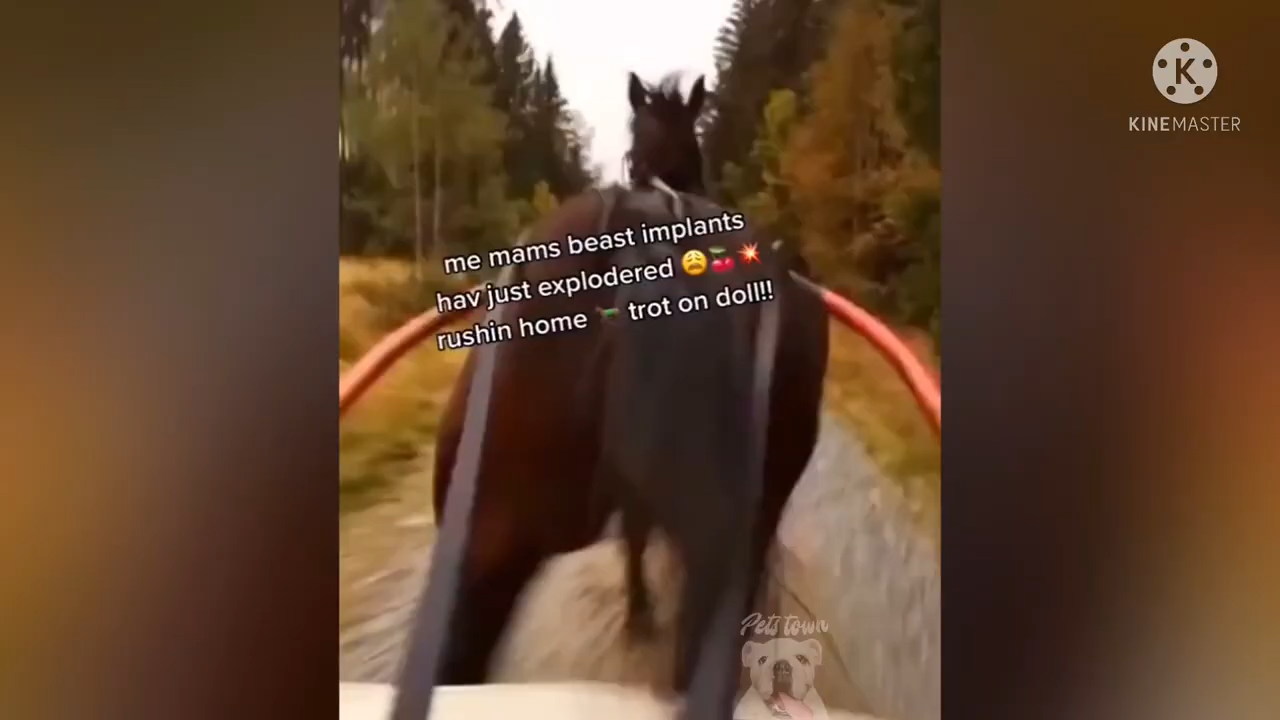 K
KINEMASTER
me mams beast implants
hav just explodered 😩🍒💥
rushin home 🐎 trot on doll!!
Pets town